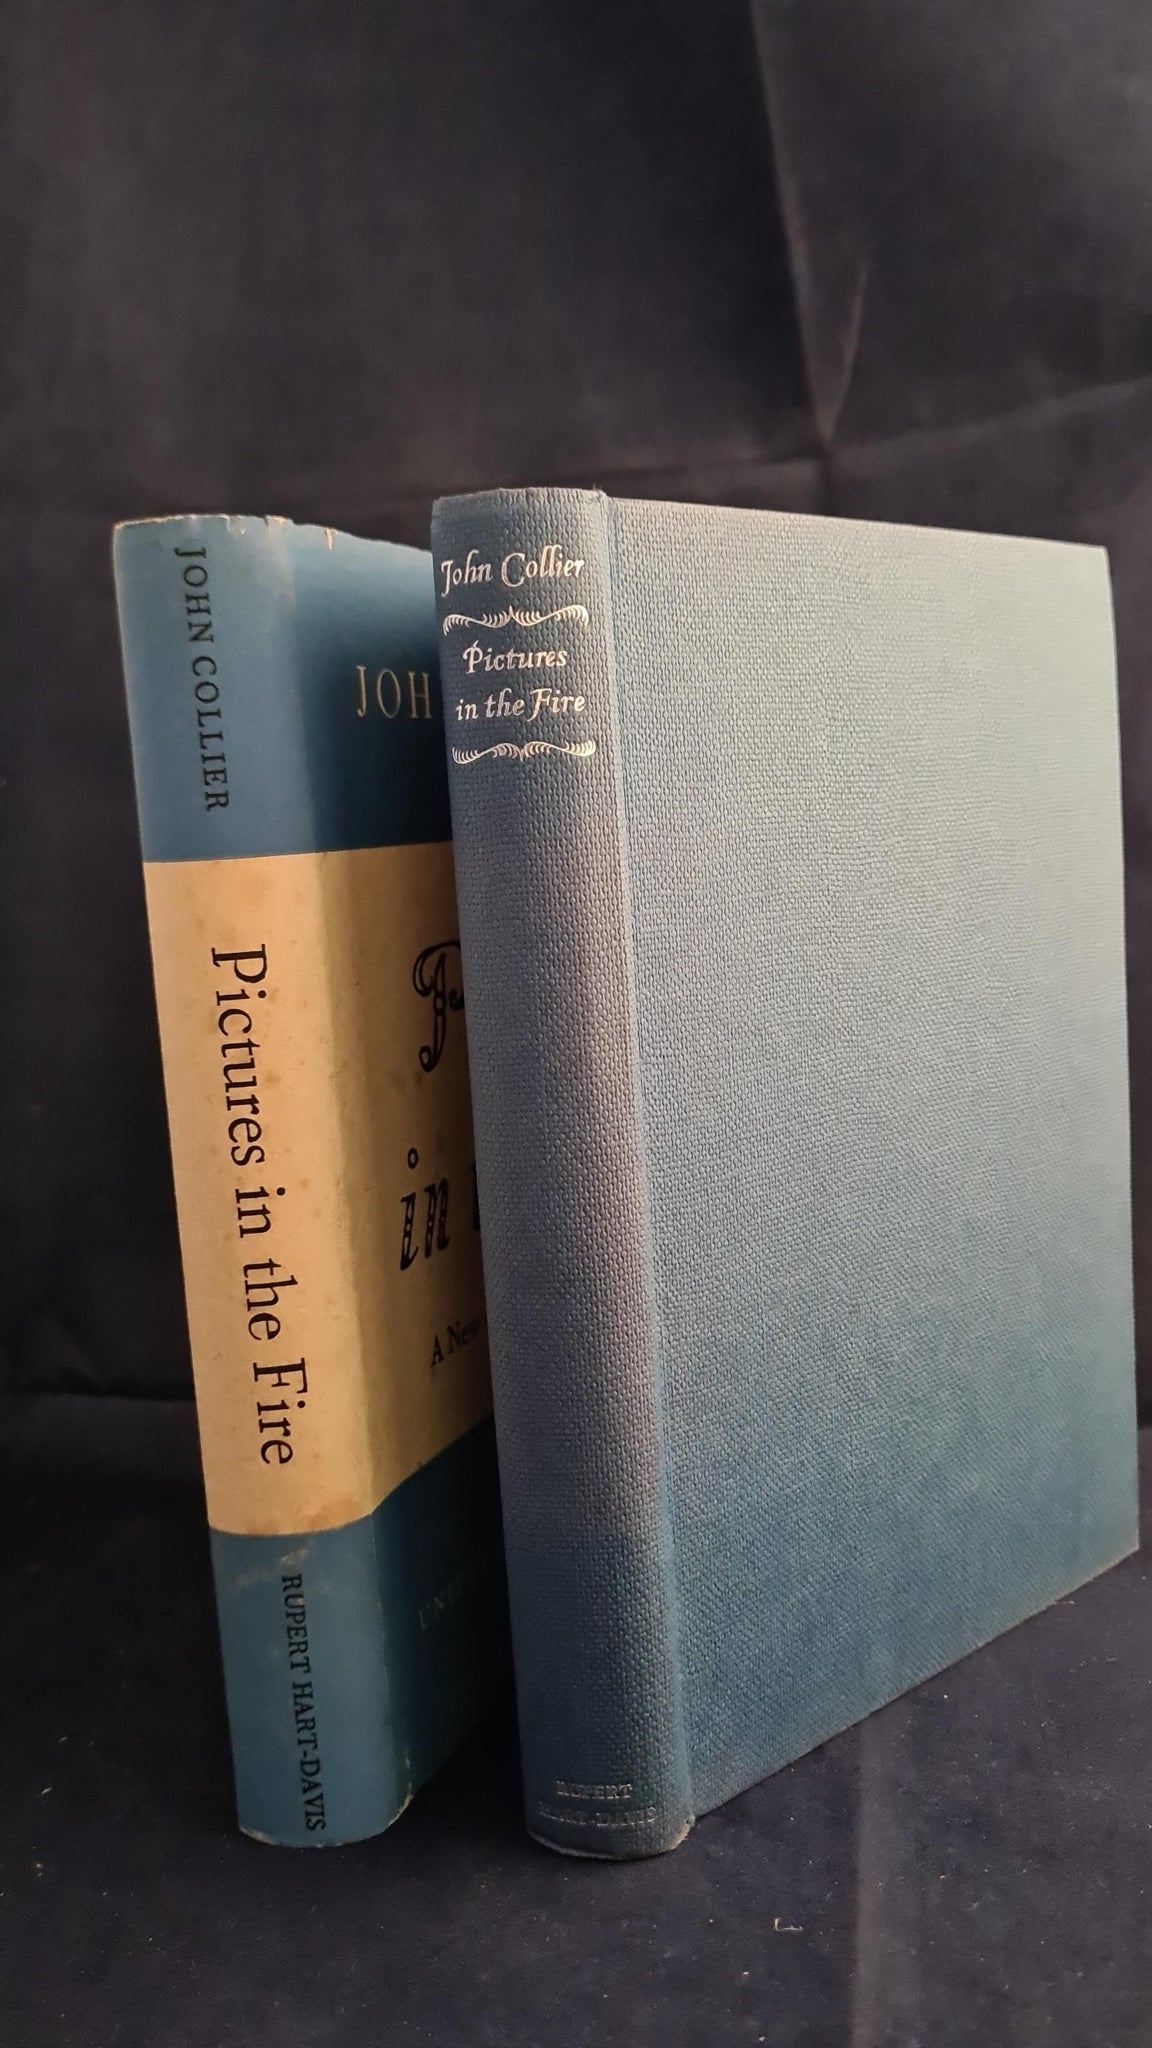 JOHN COLLIER
Pictures in the Fire
RUPERT HART-DAVIS
JOH
P
in
A New
UNIF
John Collier
Pictures
in the Fire
RUPERT
HART-DAVIS